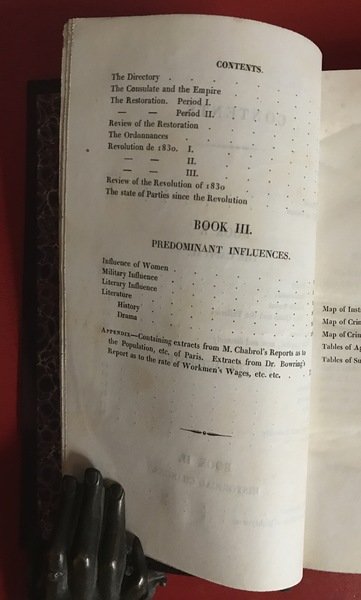 CONTENTS.
The Directory
The Consulate and the Empire
The Restoration. Period I.
— — Period II.
Review of the Restoration
The Ordonnances
Revolution de 1830. I.
— — II.
— — III.
Review of the Revolution of 1830
The state of Parties since the Revolution
BOOK III.
PREDOMINANT INFLUENCES.
Influence of Women
Military Influence
Literary Influence
Literature
History
Drama
APPENDIX—Containing extracts from M. Chabrol's Reports as to
the Population, etc. of Paris. Extracts from Dr. Bowring's
Report as to the rate of Workmen's Wages, etc. etc.
Map of Inst
Map of Crim
Map of Crim
Tables of Ap
Tables of Su